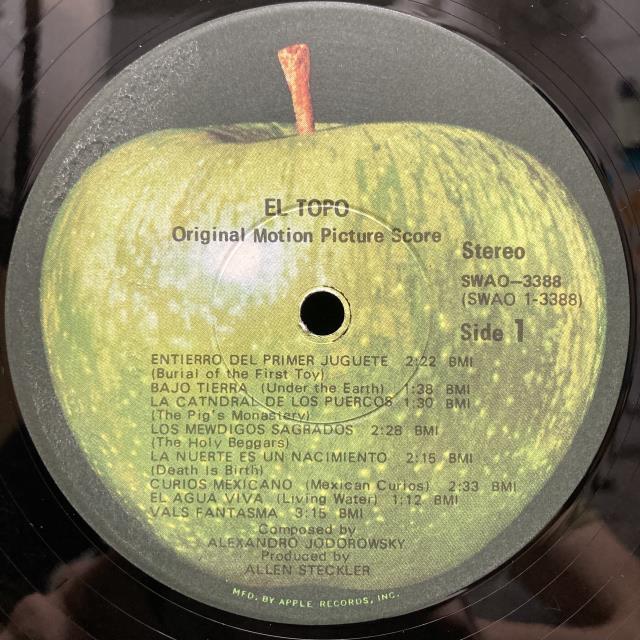 EL TOPO
Original Motion Picture Score
Stereo
SWAO-3388
(SWAO 1-3388)
Side 1
ENTIERRO DEL PRIMER JUGUETE 2:22 BMI
(Burial of the First Toy)
BAJO TIERRA (Under the Earth) 1:38 BMI
LA CATNDRAL DE LOS PUERCOS 1:30 BMI
(The Pig's Monastery)
LOS MEWDIGOS SAGRADOS 2:28 BMI
(The Holy Beggars)
LA NUERTE ES UN NACIMIENTO 2:15 BMI
(Death Is Birth)
CURIOS MEXICANO (Mexican Curios) 2:33 BMI
EL AGUA VIVA (Living Water) 1:12 BMI
VALS FANTASMA 3:15 BMI
Composed by
ALEXANDRO JODOROWSKY
Produced by
ALLEN STECKLER
MFD. BY APPLE RECORDS, INC.